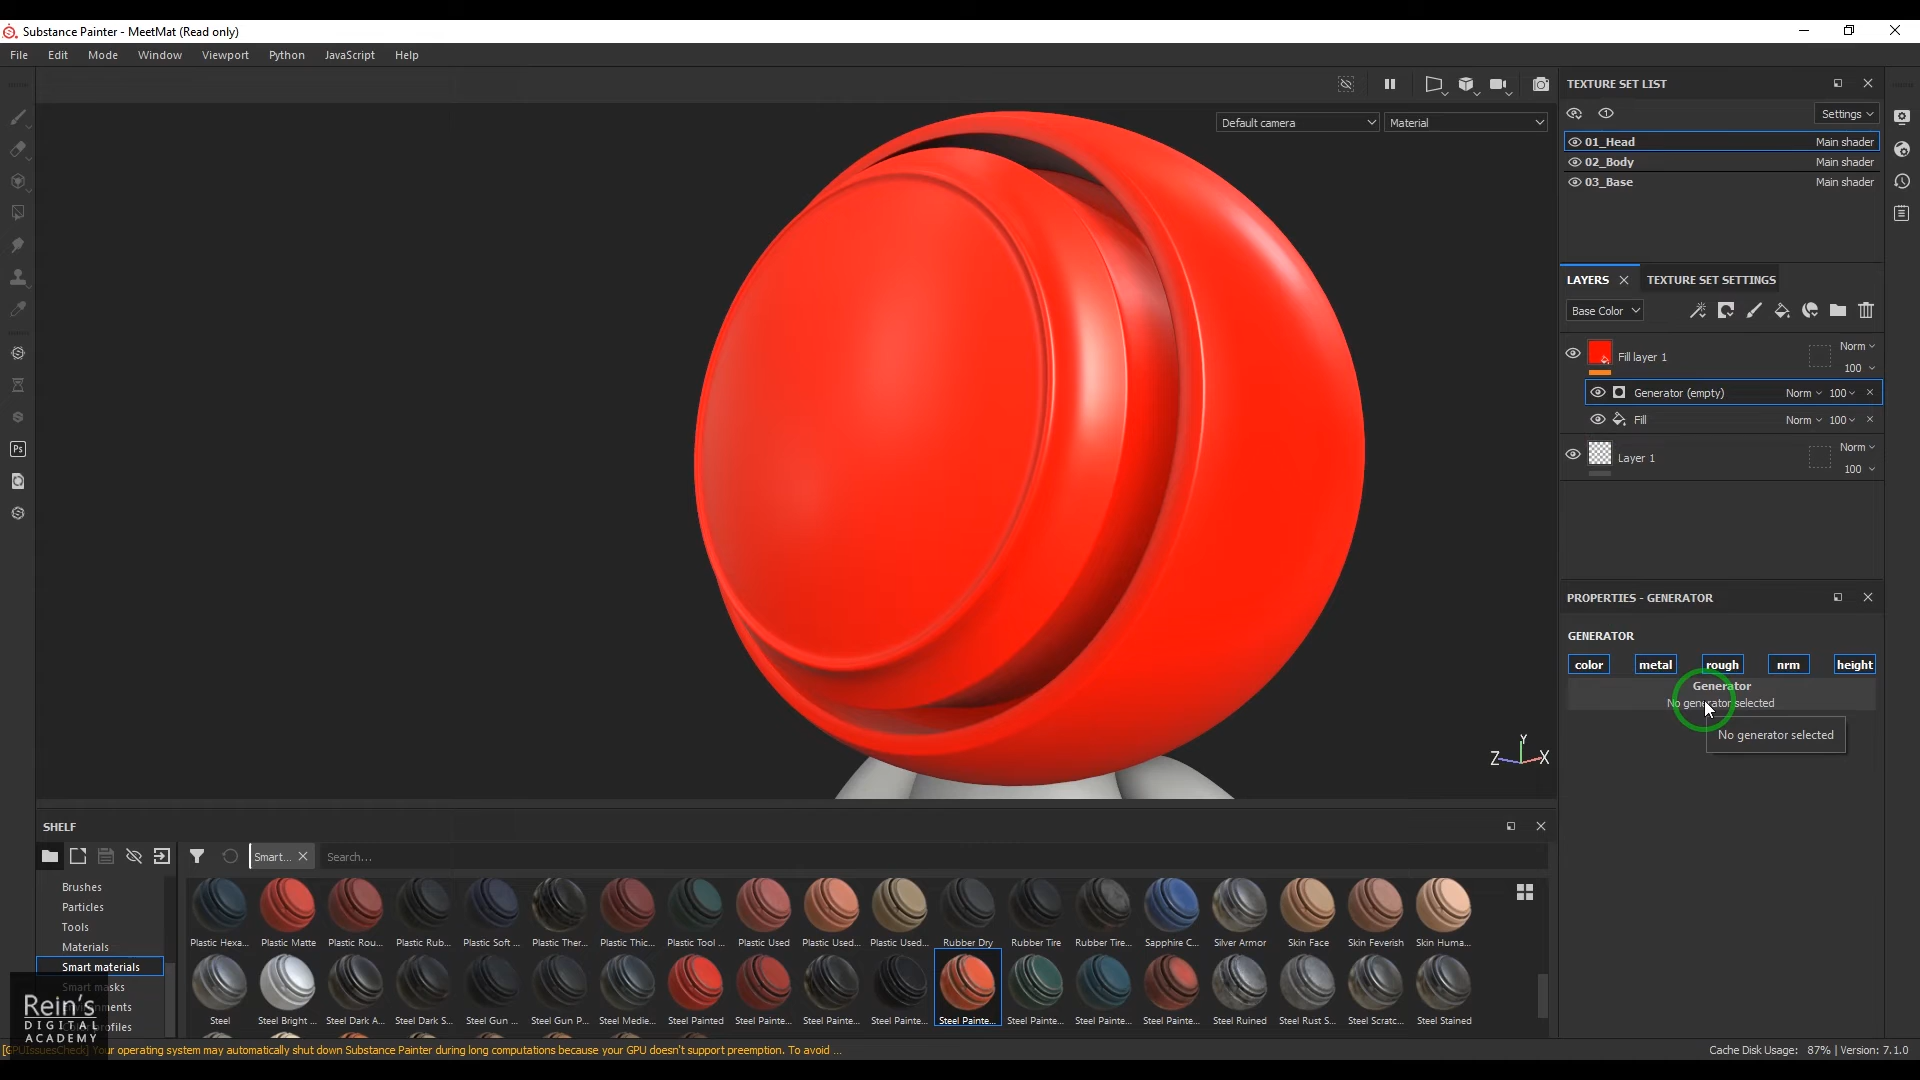 Substance Painter - MeetMat (Read only)
File Edit Mode Window Viewport Python JavaScript Help
Default camera Material
TEXTURE SET LIST
Settings
01_Head Main shader
02_Body Main shader
03_Base Main shader
LAYERS TEXTURE SET SETTINGS
Base Color
Fill layer 1 Norm
100
Generator (empty) Norm 100
Fill Norm 100
Layer 1 Norm
100
PROPERTIES - GENERATOR
GENERATOR
color metal rough nrm height
Generator
No generator selected
No generator selected
Y
Z X
SHELF
Smart... Search...
Brushes
Particles
Tools
Materials
Smart materials
Smart masks
Plastic Hexa... Plastic Matte Plastic Rou... Plastic Rub... Plastic Soft ... Plastic Ther... Plastic Thic... Plastic Tool ... Plastic Used Plastic Used... Plastic Used... Rubber Dry Rubber Tire Rubber Tire... Sapphire C... Silver Armor Skin Face Skin Feverish Skin Huma...
Steel Steel Bright ... Steel Dark A... Steel Dark S... Steel Gun ... Steel Gun P... Steel Medie... Steel Painted Steel Painte... Steel Painte... Steel Painte... Steel Painte... Steel Painte... Steel Painte... Steel Painte... Steel Ruined Steel Rust S... Steel Scratc... Steel Stained
Rein's
DIGITAL
ACADEMY
[GPUIssuesCheck] Your operating system may automatically shut down Substance Painter during long computations because your GPU doesn't support preemption. To avoid ...
Cache Disk Usage: 87% | Version: 7.1.0
Ps